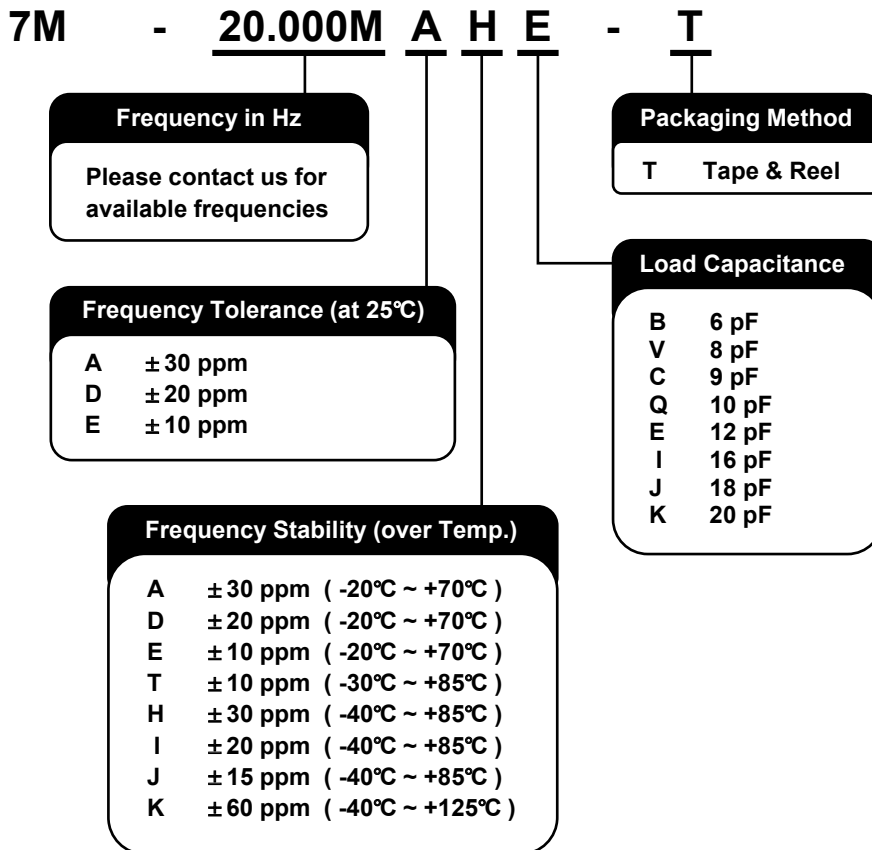 7M - 20.000M A H E - T
Frequency in Hz
Please contact us for
available frequencies
Packaging Method
T Tape & Reel
Load Capacitance
B 6 pF
V 8 pF
C 9 pF
Q 10 pF
E 12 pF
I 16 pF
J 18 pF
K 20 pF
Frequency Tolerance (at 25℃)
A ±30 ppm
D ±20 ppm
E ±10 ppm
Frequency Stability (over Temp.)
A ±30 ppm ( -20℃ ~ +70℃ )
D ±20 ppm ( -20℃ ~ +70℃ )
E ±10 ppm ( -20℃ ~ +70℃ )
T ±10 ppm ( -30℃ ~ +85℃ )
H ±30 ppm ( -40℃ ~ +85℃ )
I ±20 ppm ( -40℃ ~ +85℃ )
J ±15 ppm ( -40℃ ~ +85℃ )
K ±60 ppm ( -40℃ ~ +125℃ )